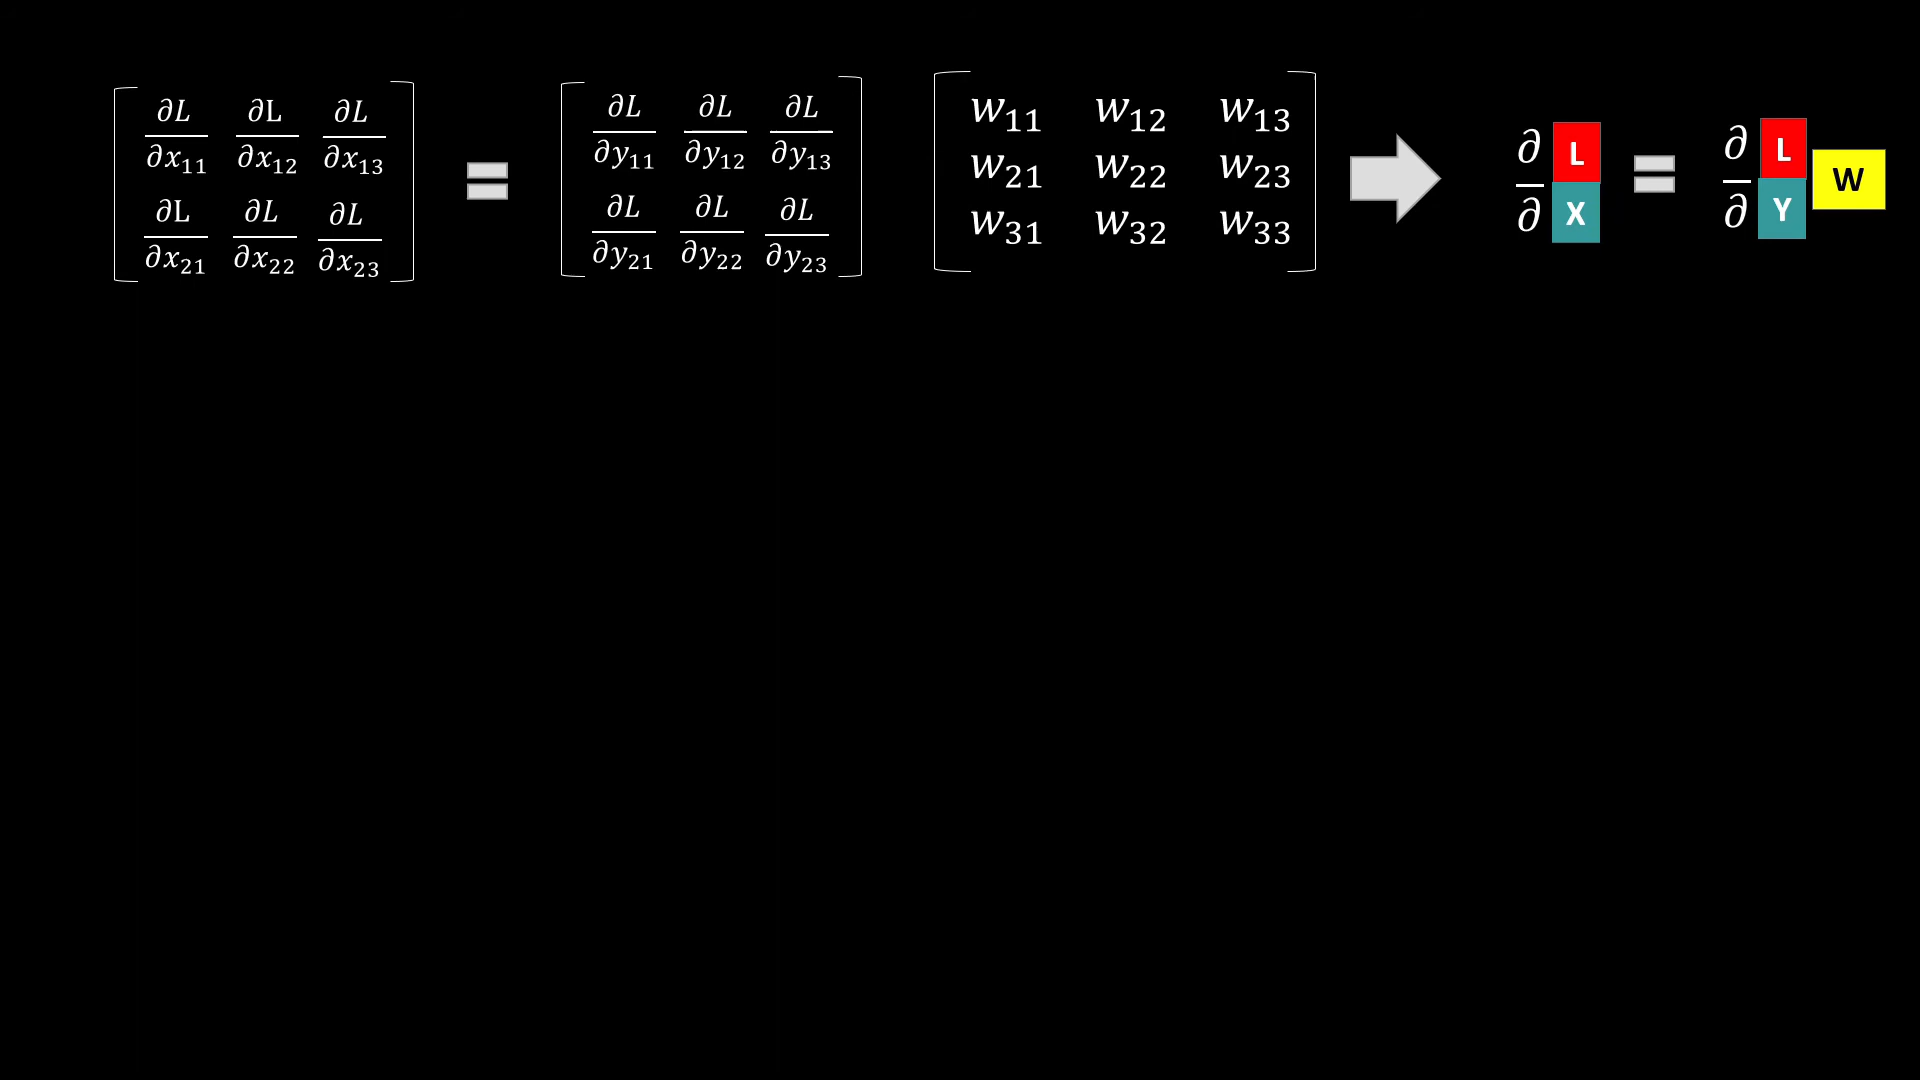 ∂L/∂x₁₁ ∂L/∂x₁₂ ∂L/∂x₁₃
∂L/∂x₂₁ ∂L/∂x₂₂ ∂L/∂x₂₃
=
∂L/∂y₁₁ ∂L/∂y₁₂ ∂L/∂y₁₃
∂L/∂y₂₁ ∂L/∂y₂₂ ∂L/∂y₂₃
w₁₁ w₁₂ w₁₃
w₂₁ w₂₂ w₂₃
w₃₁ w₃₂ w₃₃
∂L/∂X = ∂L/∂Y W